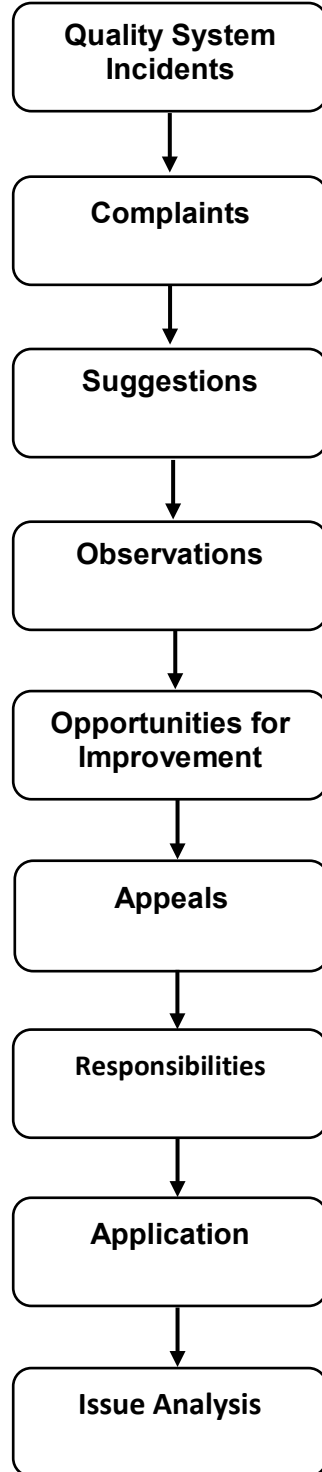 Quality System
Incidents
Complaints
Suggestions
Observations
Opportunities for
Improvement
Appeals
Responsibilities
Application
Issue Analysis